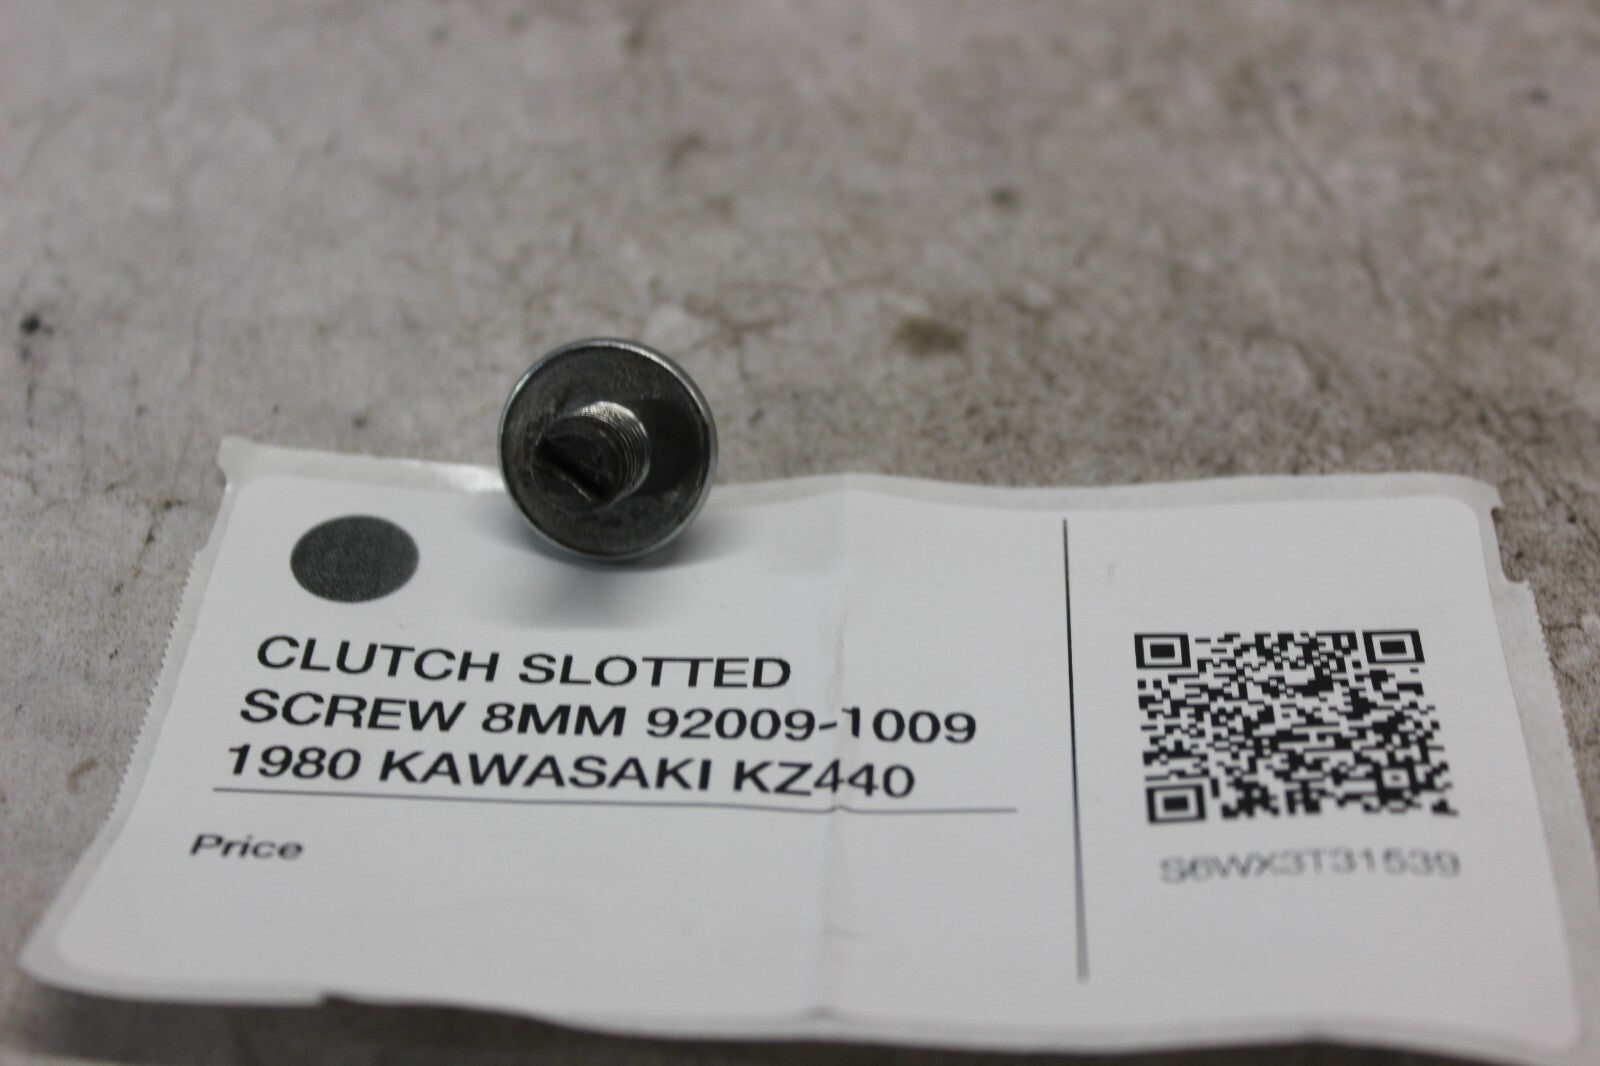 CLUTCH SLOTTED
SCREW 8MM 92009-1009
1980 KAWASAKI KZ440
Price
S6WX3T31539